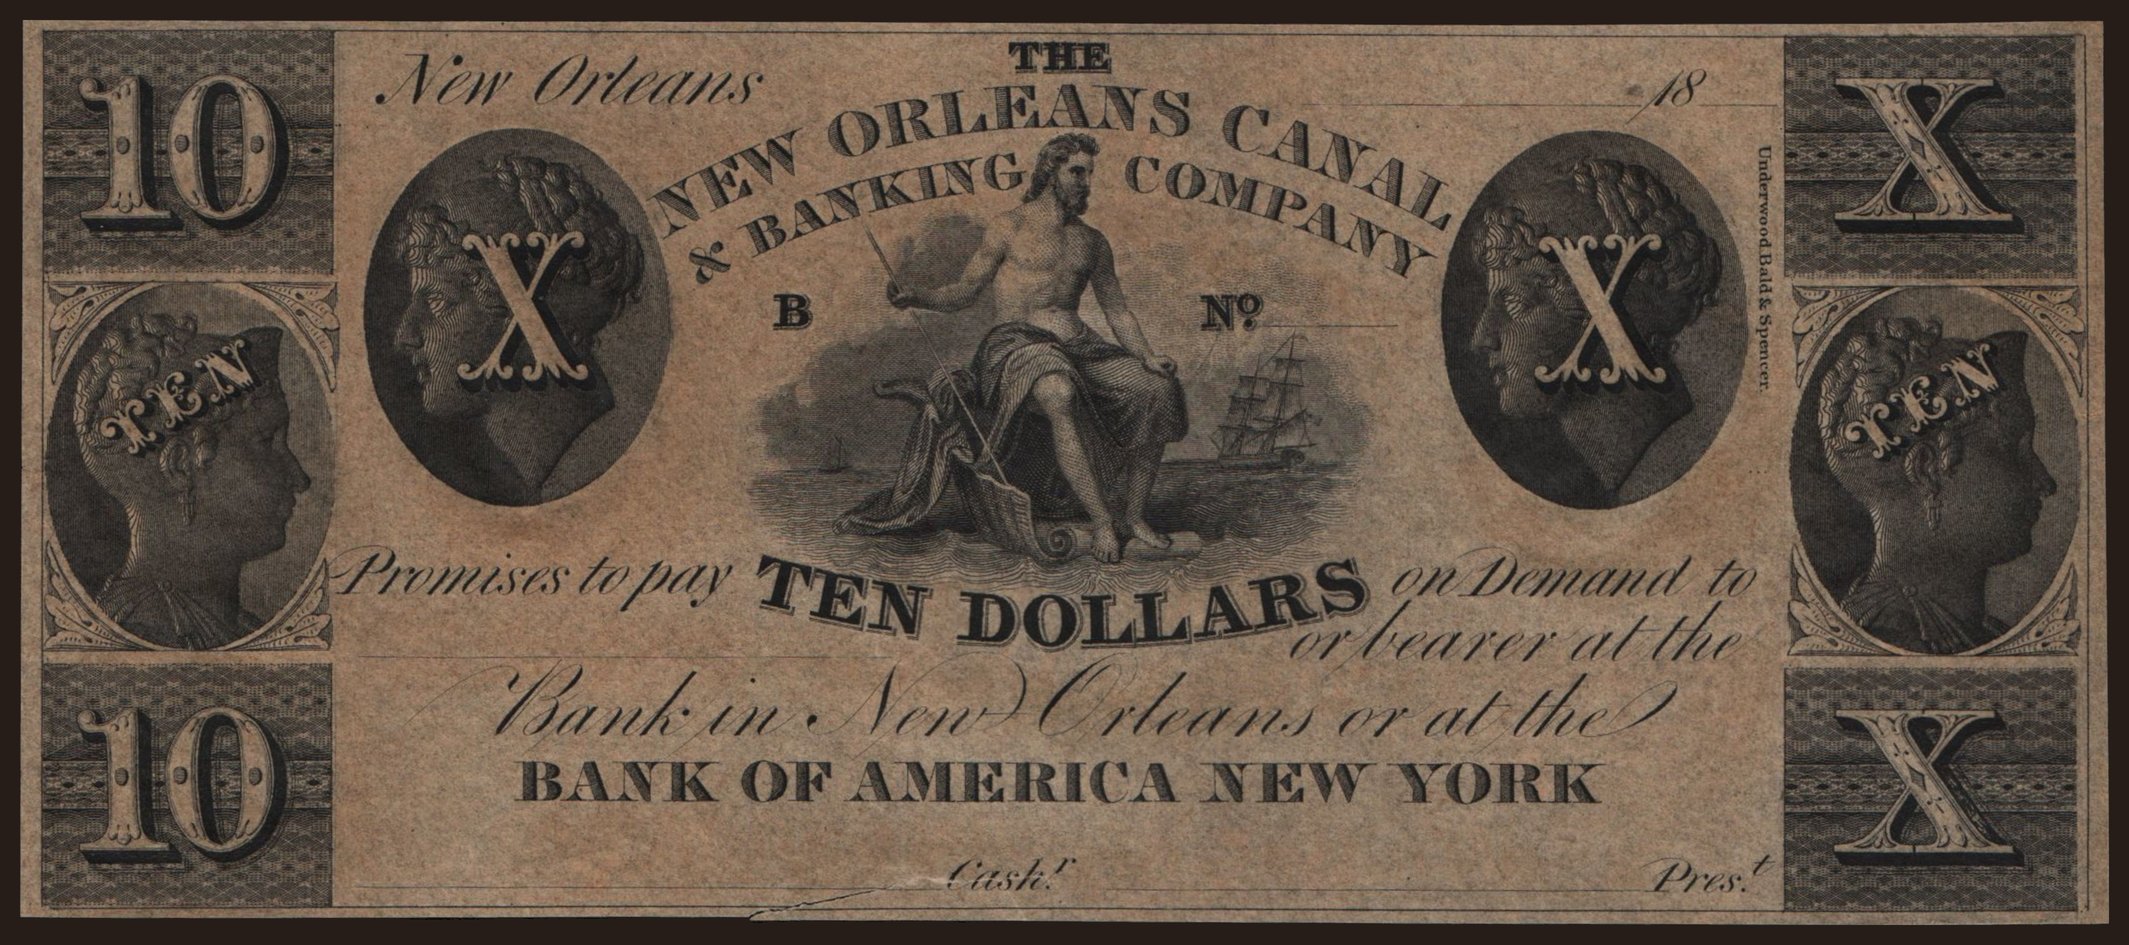 10
New Orleans
THE
18
X
NEW ORLEANS CANAL
& BANKING COMPANY
X
X
B
No.
TEN
TEN
Underwood.Bald & Spencer.
Promises to pay TEN DOLLARS on Demand to
or bearer at the
Bank in New Orleans or at the
BANK OF AMERICA NEW YORK
10
X
Cashr.
Prest.